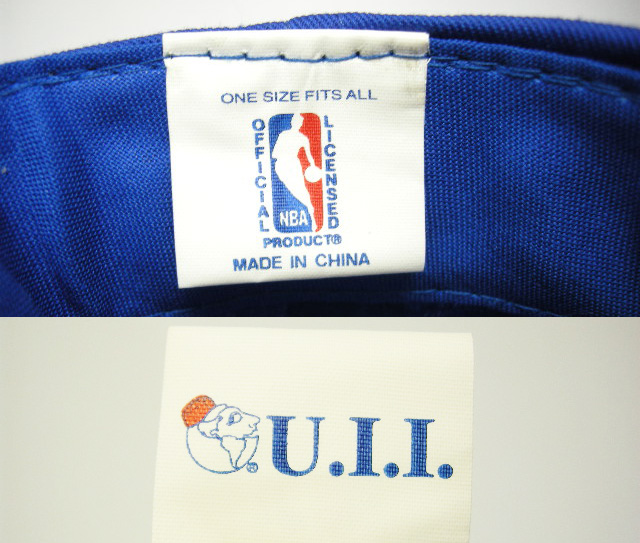 ONE SIZE FITS ALL
OFFICIAL
LICENSED
NBA
PRODUCT®
MADE IN CHINA
® U.I.I.